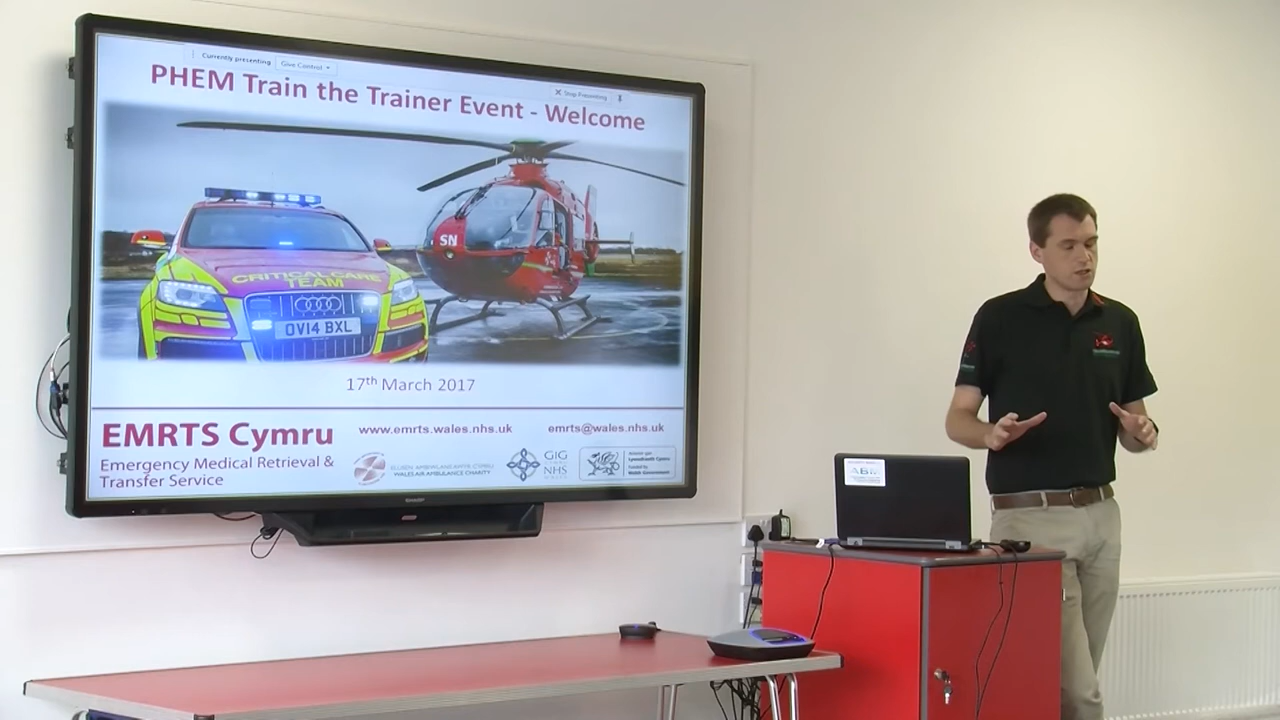 Currently presenting
Give Control
Stop Presenting
PHEM Train the Trainer Event - Welcome
SN
CRITICAL CARE
TEAM
OV14 BXL
17th March 2017
EMRTS Cymru
www.emrts.wales.nhs.uk
emrts@wales.nhs.uk
Emergency Medical Retrieval &
Transfer Service
WALES AIR AMBULANCE CHARITY
GIG
NHS